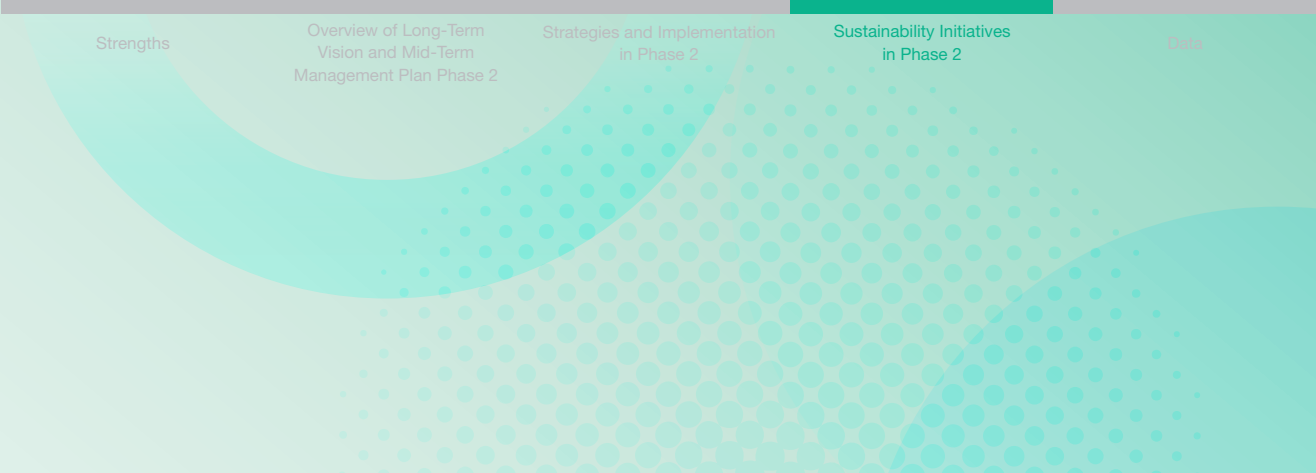 Strengths
Overview of Long-Term
Vision and Mid-Term
Management Plan Phase 2
Strategies and Implementation
in Phase 2
Sustainability Initiatives
in Phase 2
Data